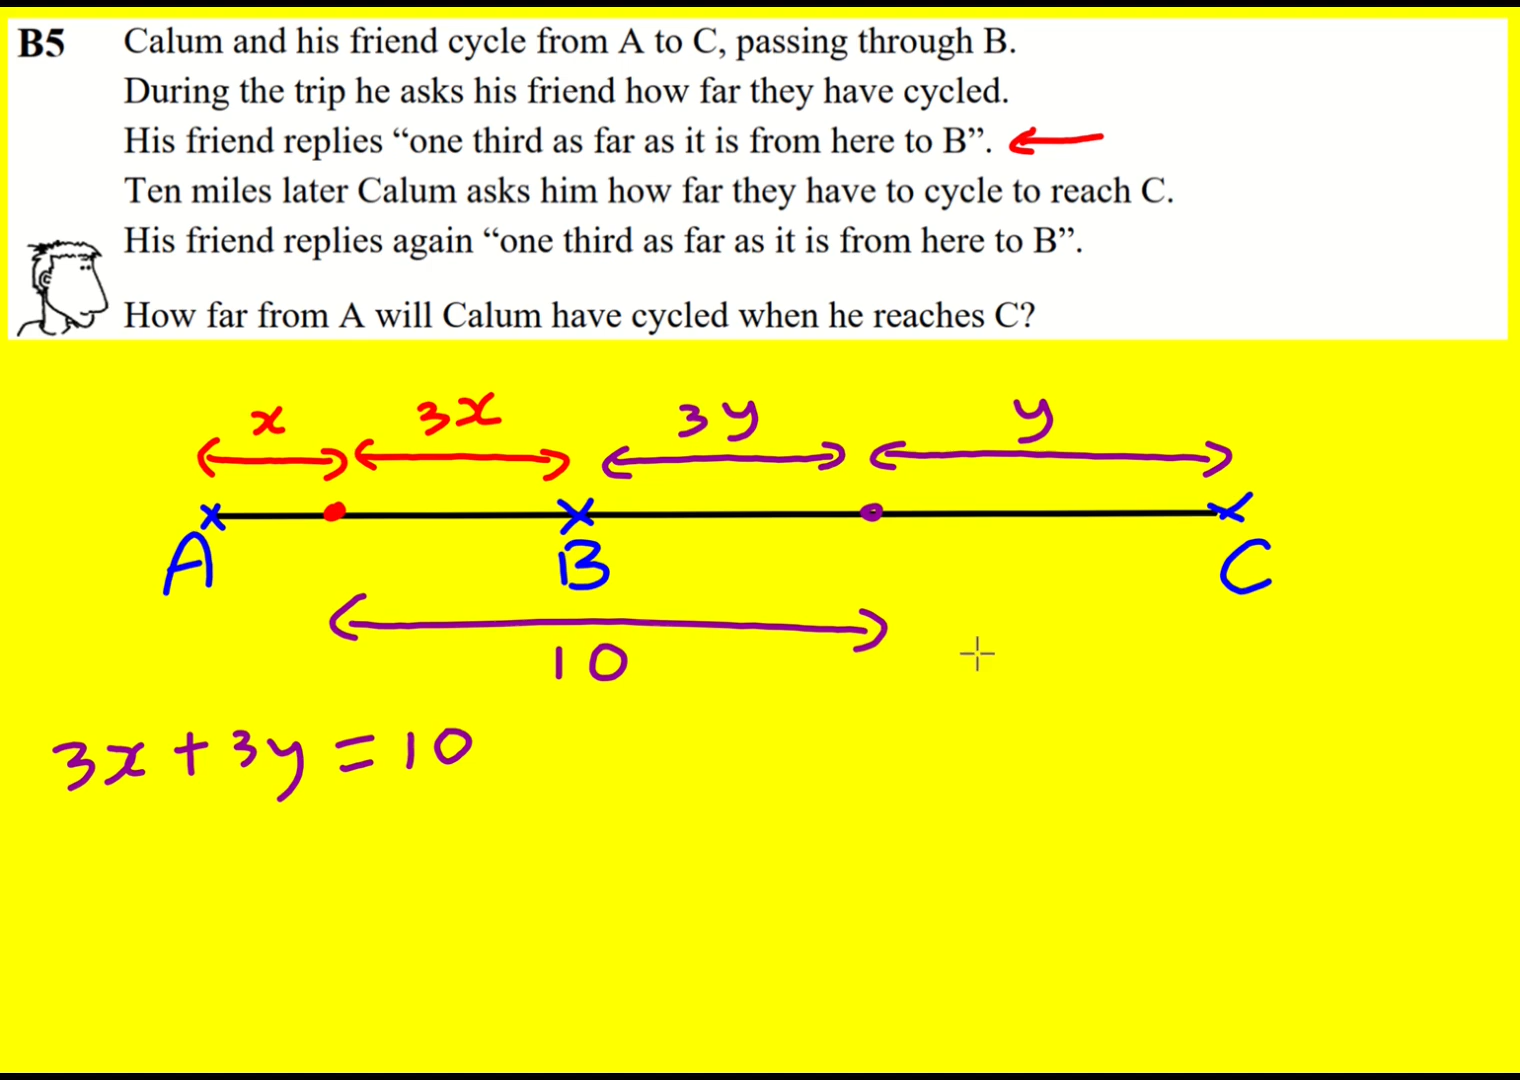 B5 Calum and his friend cycle from A to C, passing through B.
During the trip he asks his friend how far they have cycled.
His friend replies “one third as far as it is from here to B”.
Ten miles later Calum asks him how far they have to cycle to reach C.
His friend replies again “one third as far as it is from here to B”.
How far from A will Calum have cycled when he reaches C?
x 3x 3y y
A B C
10
3x + 3y = 10